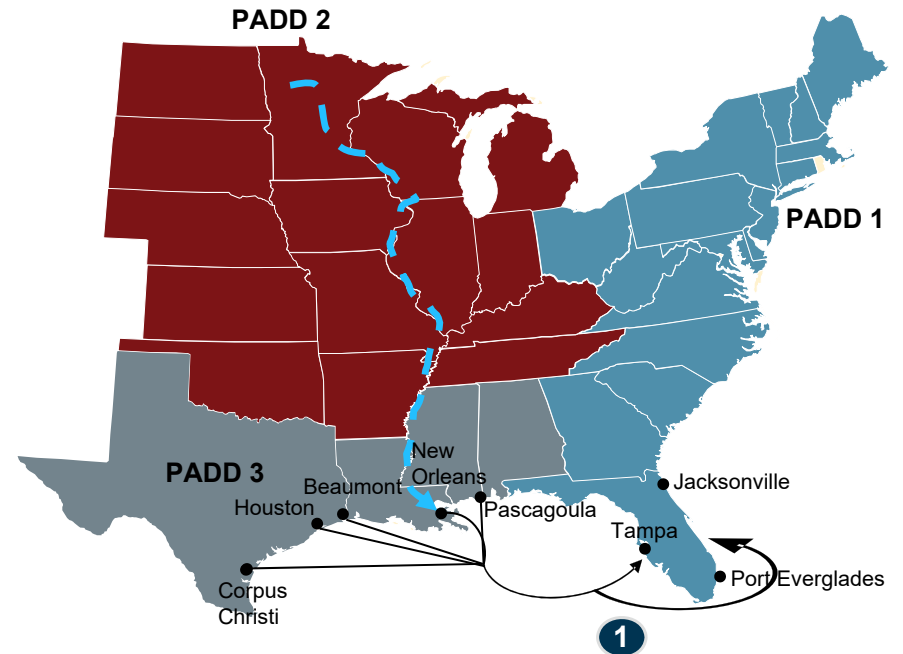 PADD 2
PADD 1
PADD 3
New
Orleans
Beaumont
Houston
Pascagoula
Jacksonville
Tampa
Port Everglades
Corpus
Christi
1